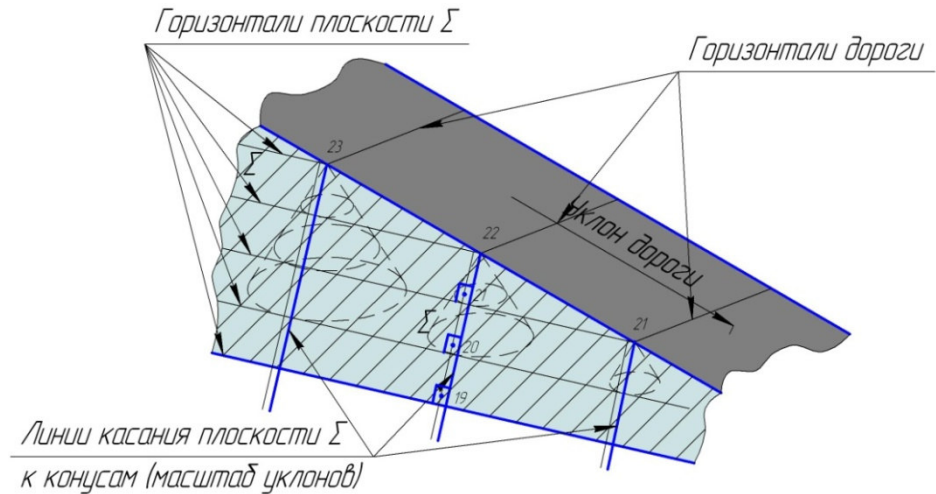 Горизонтали плоскости Σ
Горизонтали дороги
23
Σ
Уклон дороги
22
21
Σ
21
20
19
Линии касания плоскости Σ
к конусам (масштаб уклонов)